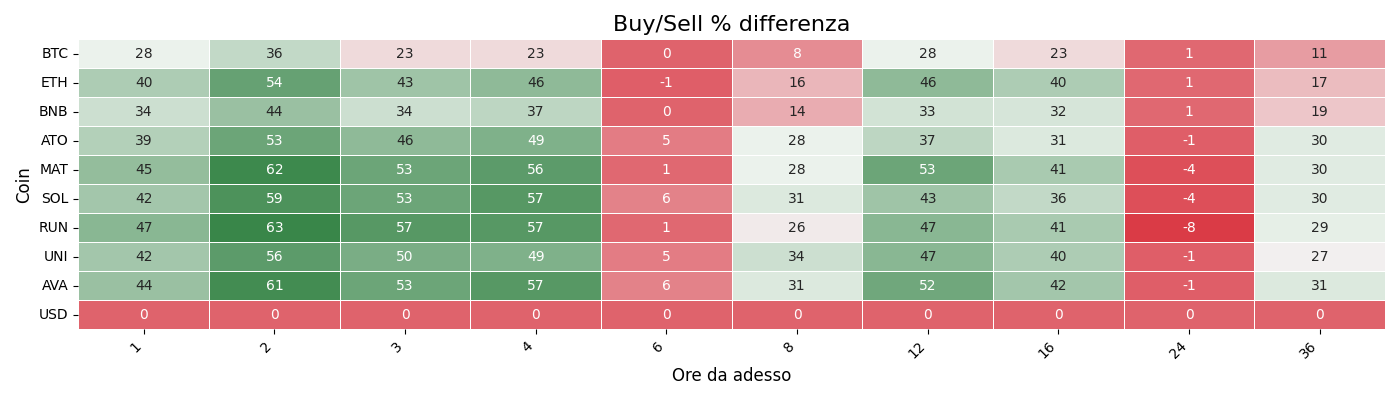 Buy/Sell % differenza
Coin
BTC 28 36 23 23 0 8 28 23 1 11
ETH 40 54 43 46 -1 16 46 40 1 17
BNB 34 44 34 37 0 14 33 32 1 19
ATO 39 53 46 49 5 28 37 31 -1 30
MAT 45 62 53 56 1 28 53 41 -4 30
SOL 42 59 53 57 6 31 43 36 -4 30
RUN 47 63 57 57 1 26 47 41 -8 29
UNI 42 56 50 49 5 34 47 40 -1 27
AVA 44 61 53 57 6 31 52 42 -1 31
USD 0 0 0 0 0 0 0 0 0 0
1 2 3 4 6 8 12 16 24 36
Ore da adesso